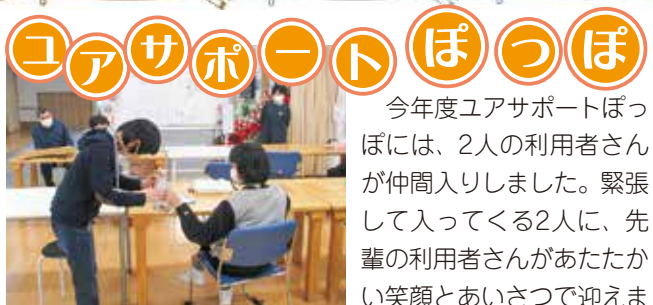 ユアサポートぽっぽ
今年度ユアサポートぽっ
ぽには、2人の利用者さん
が仲間入りしました。緊張
して入ってくる2人に、先
輩の利用者さんがあたたか
い笑顔とあいさつで迎えま